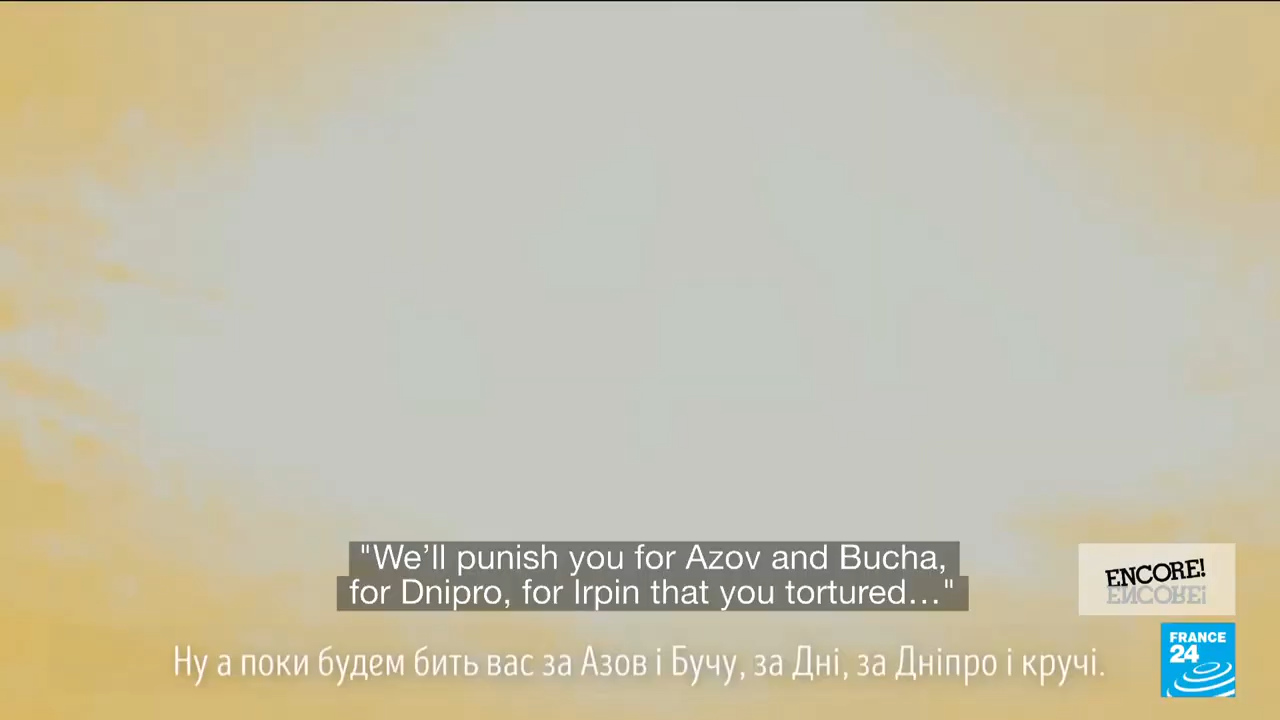 "We’ll punish you for Azov and Bucha,
for Dnipro, for Irpin that you tortured…"
ENCORE!
ENCORE!
Ну а поки будем бить вас за Азов і Бучу, за Дні, за Дніпро і кручі.
FRANCE
24